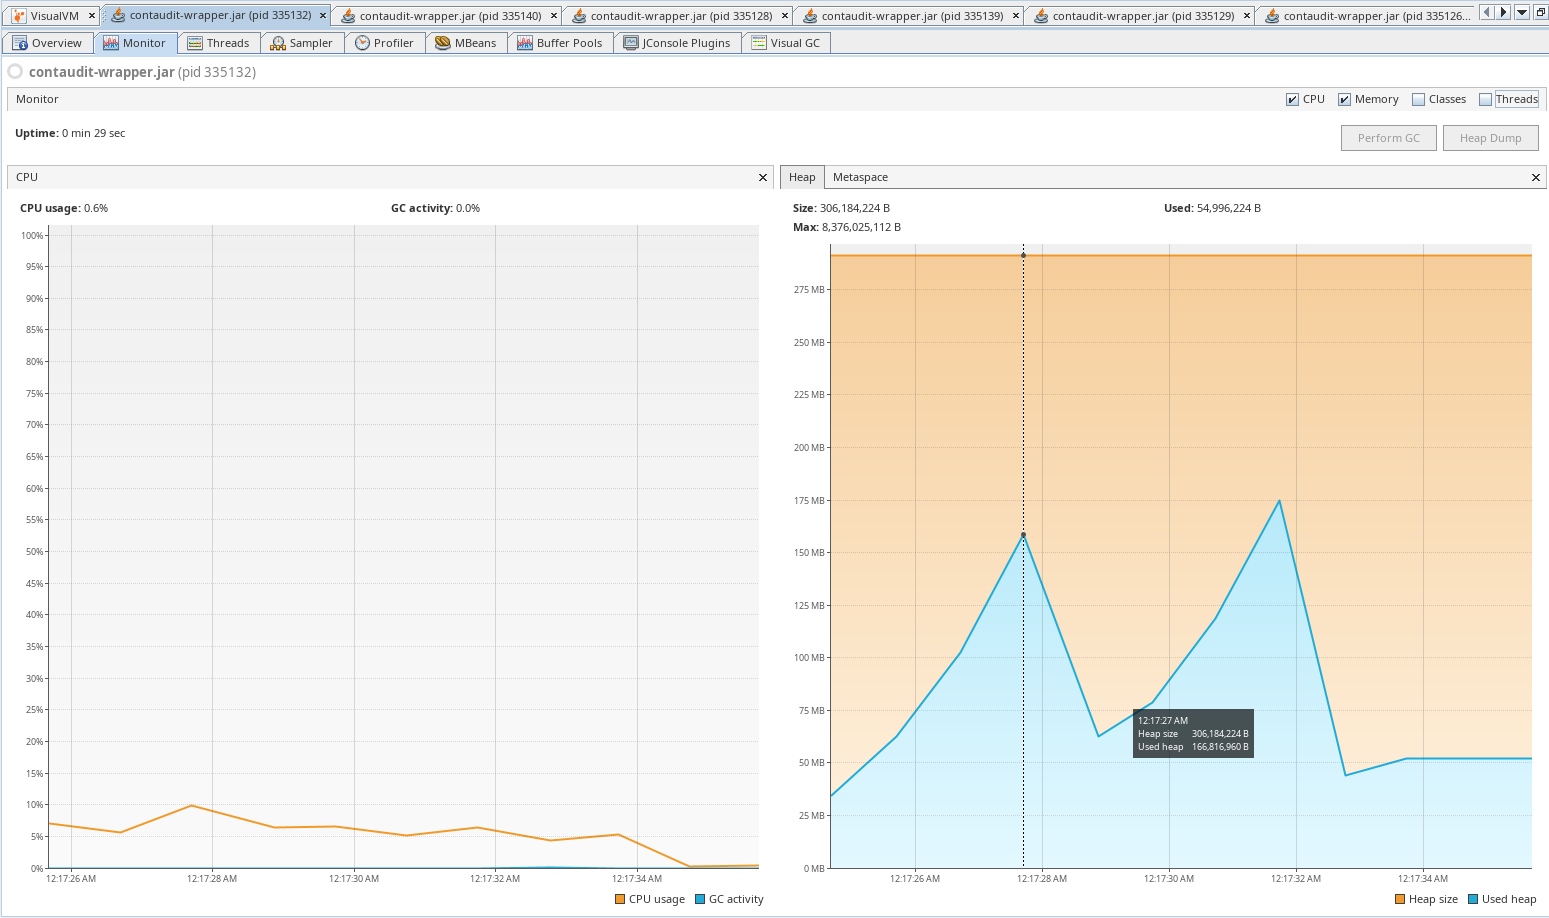 VisualVM contaudit-wrapper.jar (pid 335132) contaudit-wrapper.jar (pid 335140) contaudit-wrapper.jar (pid 335128) contaudit-wrapper.jar (pid 335139) contaudit-wrapper.jar (pid 335129) contaudit-wrapper.jar (pid 335126...
Overview Monitor Threads Sampler Profiler MBeans Buffer Pools JConsole Plugins Visual GC
contaudit-wrapper.jar (pid 335132)
Monitor CPU Memory Classes Threads
Uptime: 0 min 29 sec
Perform GC Heap Dump
CPU
CPU usage: 0.6% GC activity: 0.0%
100%
95%
90%
85%
80%
75%
70%
65%
60%
55%
50%
45%
40%
35%
30%
25%
20%
15%
10%
5%
0%
12:17:26 AM 12:17:28 AM 12:17:30 AM 12:17:32 AM 12:17:34 AM
CPU usage GC activity
Heap Metaspace
Size: 306,184,224 B Used: 54,996,224 B
Max: 8,376,025,112 B
275 MB
250 MB
225 MB
200 MB
175 MB
150 MB
125 MB
100 MB
75 MB
50 MB
25 MB
0 MB
12:17:27 AM
Heap size 306,184,224 B
Used heap 166,816,960 B
12:17:26 AM 12:17:28 AM 12:17:30 AM 12:17:32 AM 12:17:34 AM
Heap size Used heap